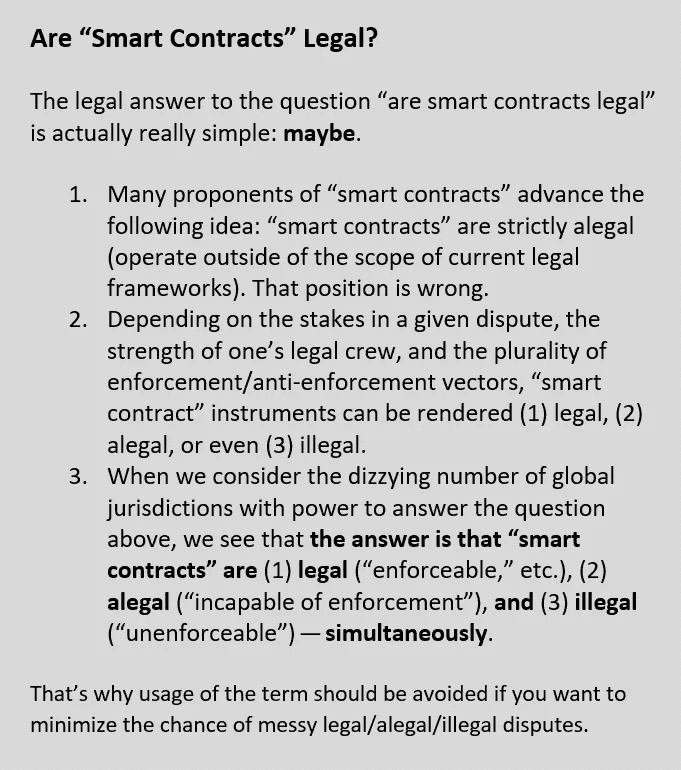 Are “Smart Contracts” Legal?
The legal answer to the question “are smart contracts legal”
is actually really simple: maybe.
1. Many proponents of “smart contracts” advance the
following idea: “smart contracts” are strictly alegal
(operate outside of the scope of current legal
frameworks). That position is wrong.
2. Depending on the stakes in a given dispute, the
strength of one’s legal crew, and the plurality of
enforcement/anti-enforcement vectors, “smart
contract” instruments can be rendered (1) legal, (2)
alegal, or even (3) illegal.
3. When we consider the dizzying number of global
jurisdictions with power to answer the question
above, we see that the answer is that “smart
contracts” are (1) legal (“enforceable,” etc.), (2)
alegal (“incapable of enforcement”), and (3) illegal
(“unenforceable”) — simultaneously.
That’s why usage of the term should be avoided if you want to
minimize the chance of messy legal/alegal/illegal disputes.